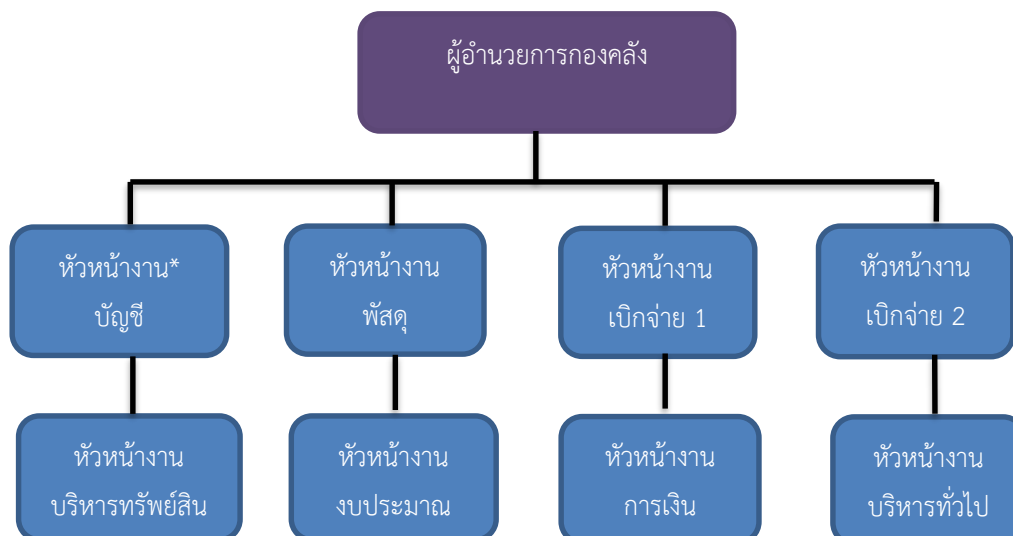 ผู้อำนวยการกองคลัง
หัวหน้างาน*
บัญชี
หัวหน้างาน
พัสดุ
หัวหน้างาน
เบิกจ่าย 1
หัวหน้างาน
เบิกจ่าย 2
หัวหน้างาน
บริหารทรัพย์สิน
หัวหน้างาน
งบประมาณ
หัวหน้างาน
การเงิน
หัวหน้างาน
บริหารทั่วไป